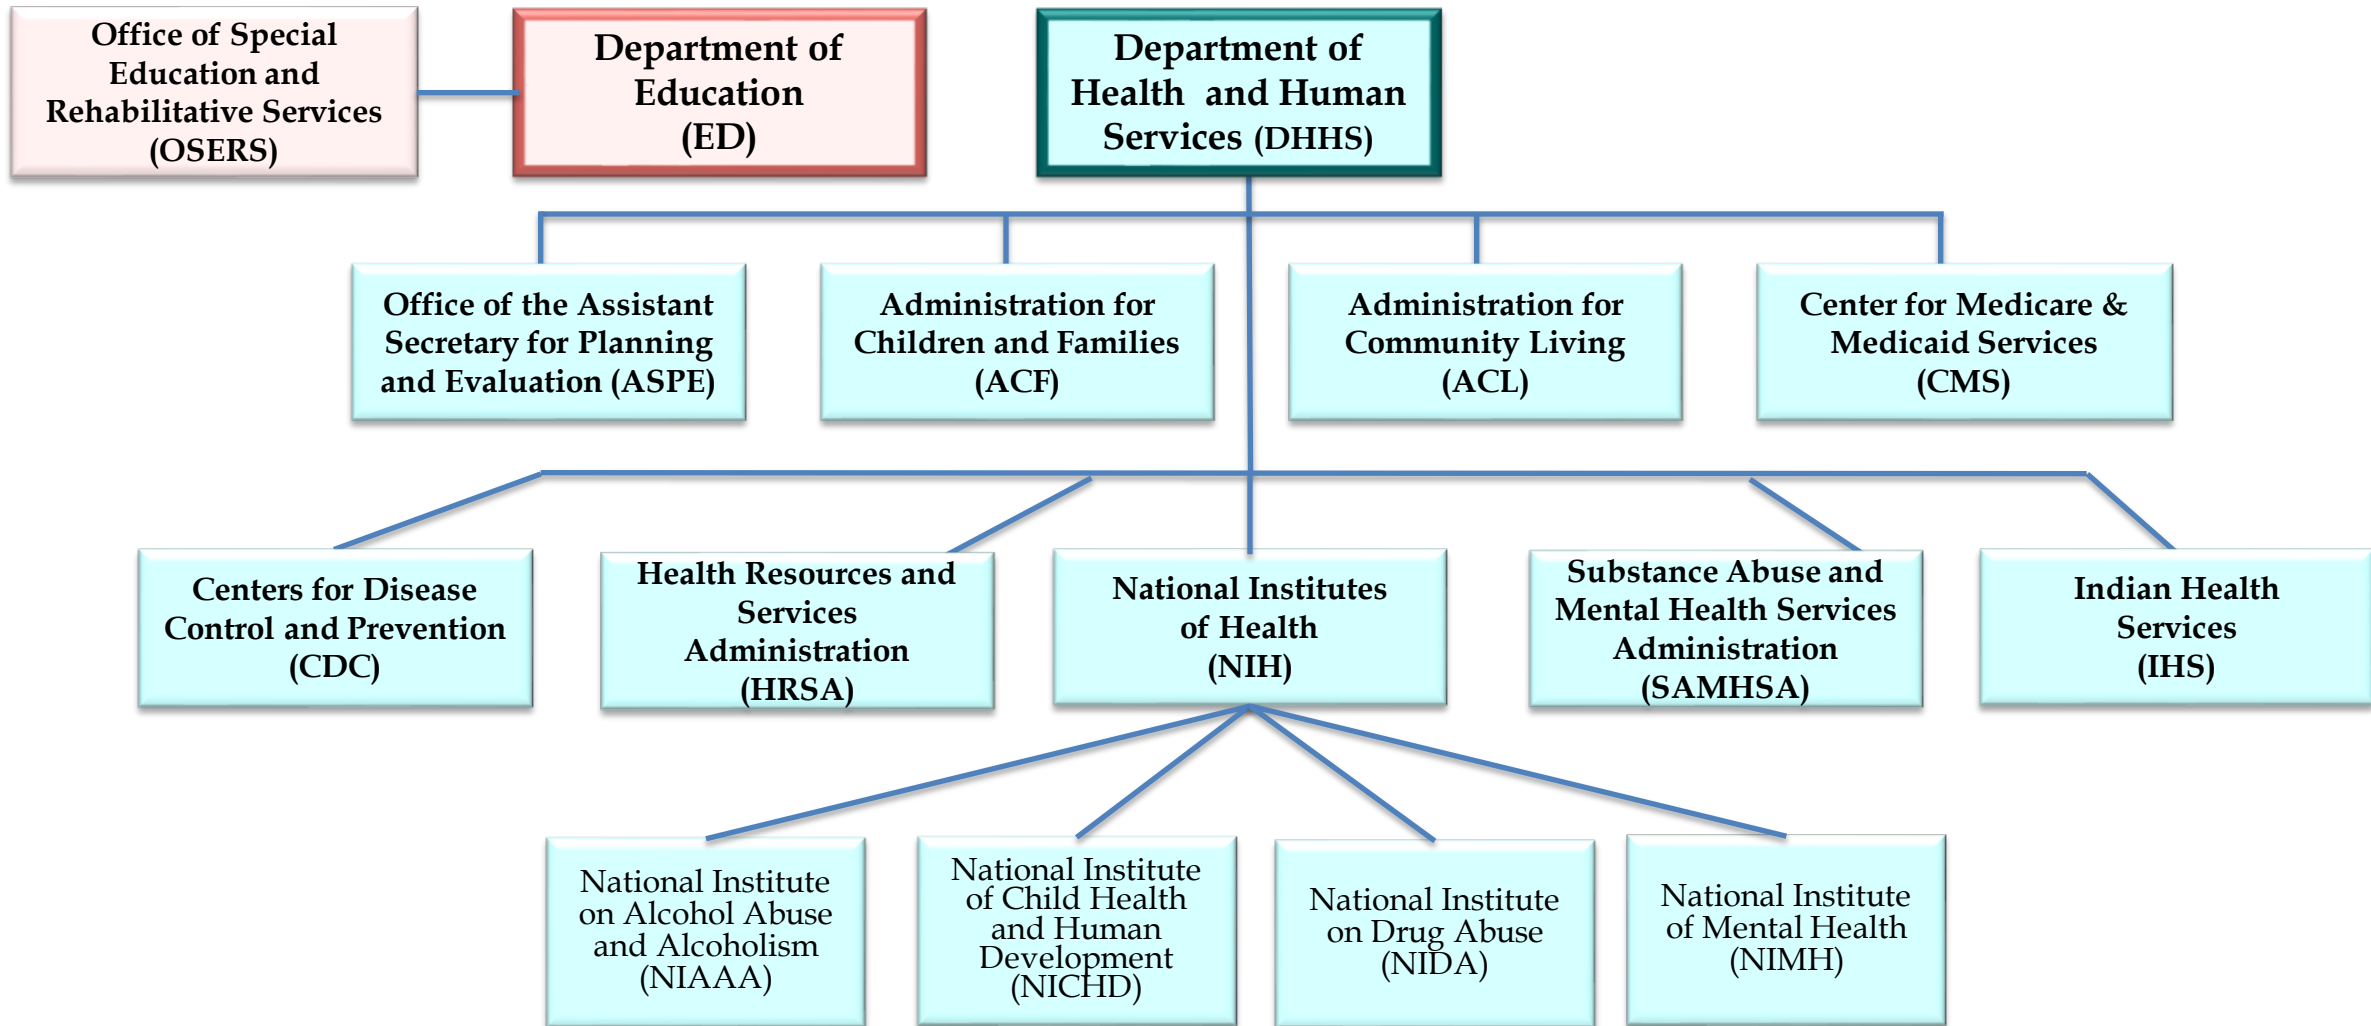 Office of Special
Education and
Rehabilitative Services
(OSERS)
Department of
Education
(ED)
Department of
Health and Human
Services (DHHS)
Office of the Assistant
Secretary for Planning
and Evaluation (ASPE)
Administration for
Children and Families
(ACF)
Administration for
Community Living
(ACL)
Center for Medicare &
Medicaid Services
(CMS)
Centers for Disease
Control and Prevention
(CDC)
Health Resources and
Services
Administration
(HRSA)
National Institutes
of Health
(NIH)
Substance Abuse and
Mental Health Services
Administration
(SAMHSA)
Indian Health
Services
(IHS)
National Institute
on Alcohol Abuse
and Alcoholism
(NIAAA)
National Institute
of Child Health
and Human
Development
(NICHD)
National Institute
on Drug Abuse
(NIDA)
National Institute
of Mental Health
(NIMH)